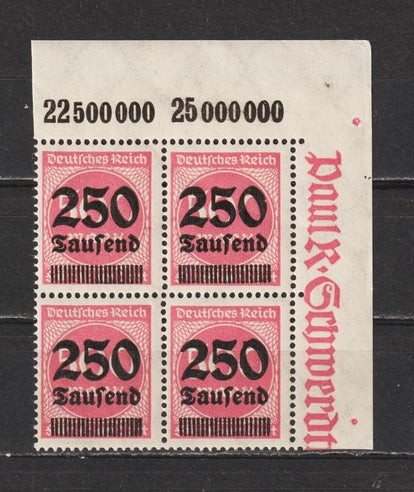 22500000 25000000
Deutsches Reich Deutsches Reich
250 250
Tausend Tausend
Deutsches Reich Deutsches Reich
250 250
Tausend Tausend
Paul K. Schwerdt